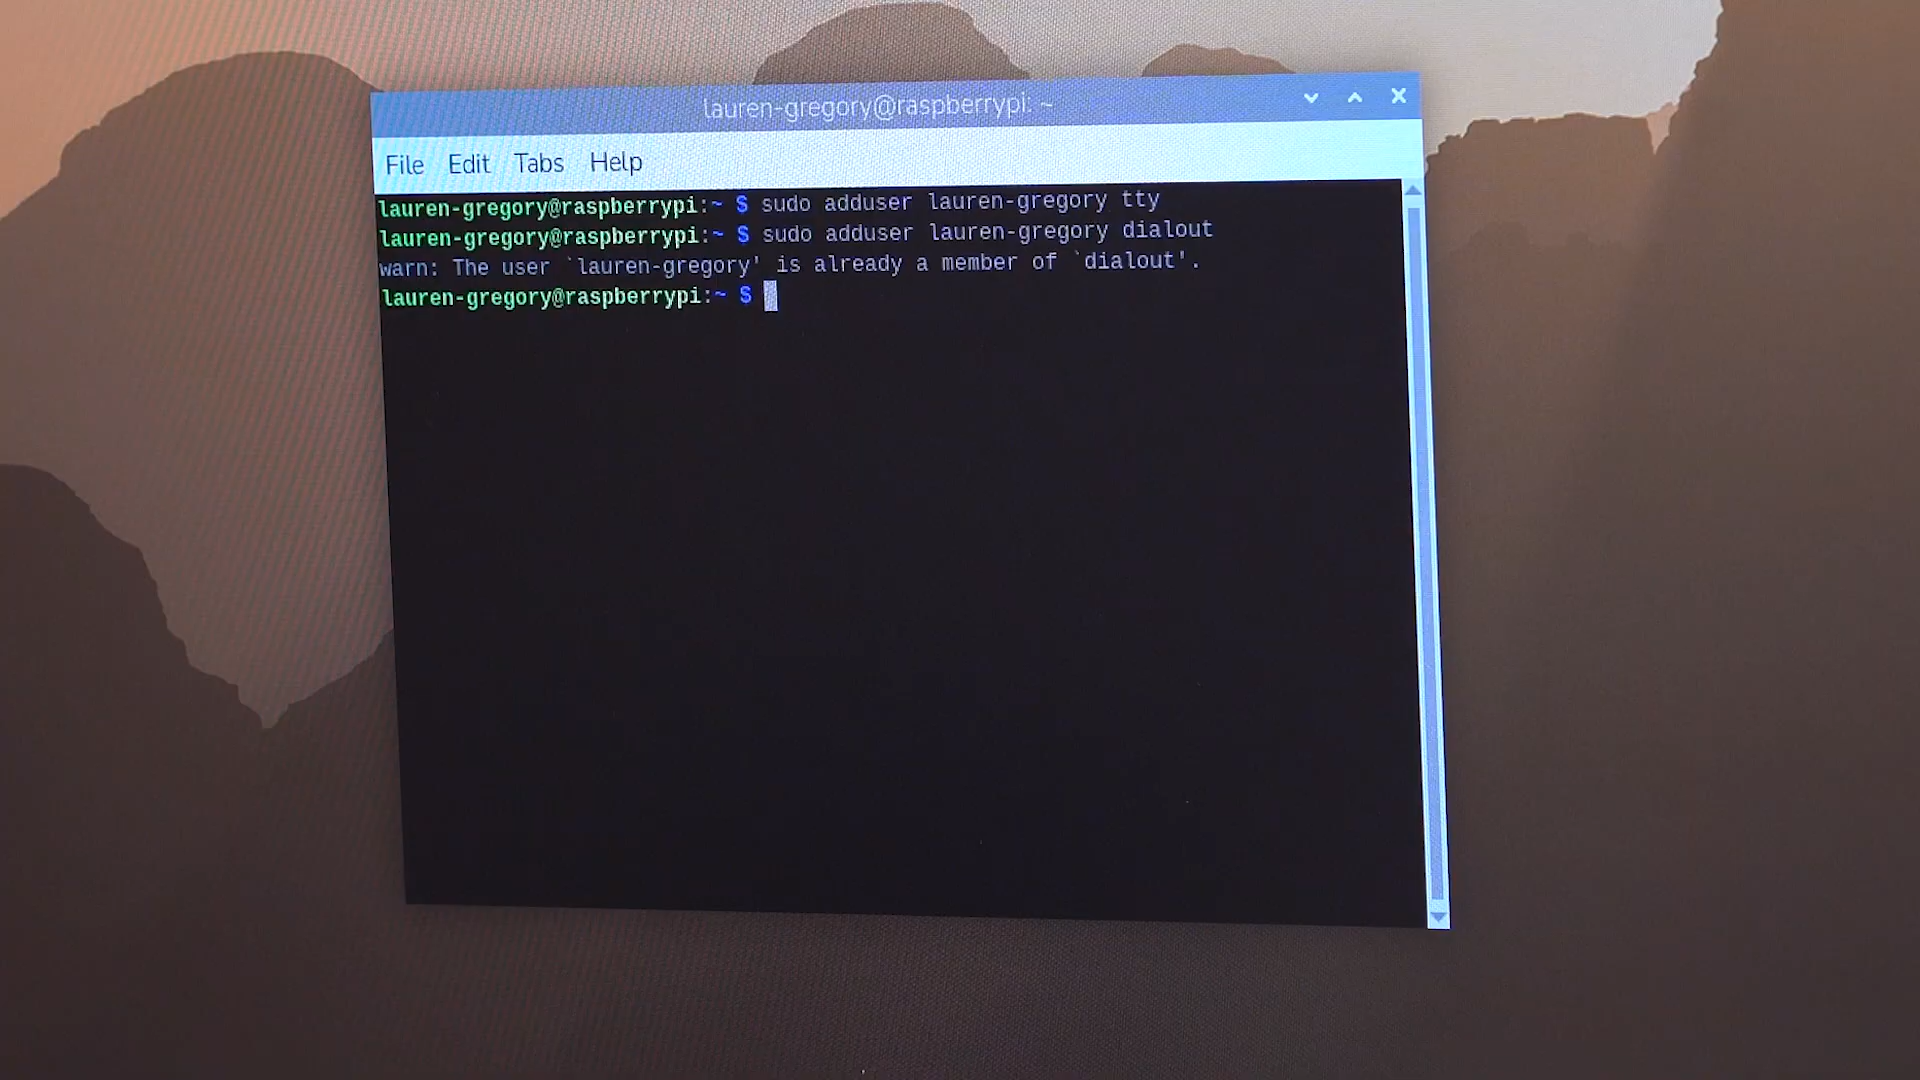 lauren-gregory@raspberrypi: ~
File Edit Tabs Help
lauren-gregory@raspberrypi:~ $ sudo adduser lauren-gregory tty
lauren-gregory@raspberrypi:~ $ sudo adduser lauren-gregory dialout
warn: The user `lauren-gregory' is already a member of `dialout'.
lauren-gregory@raspberrypi:~ $